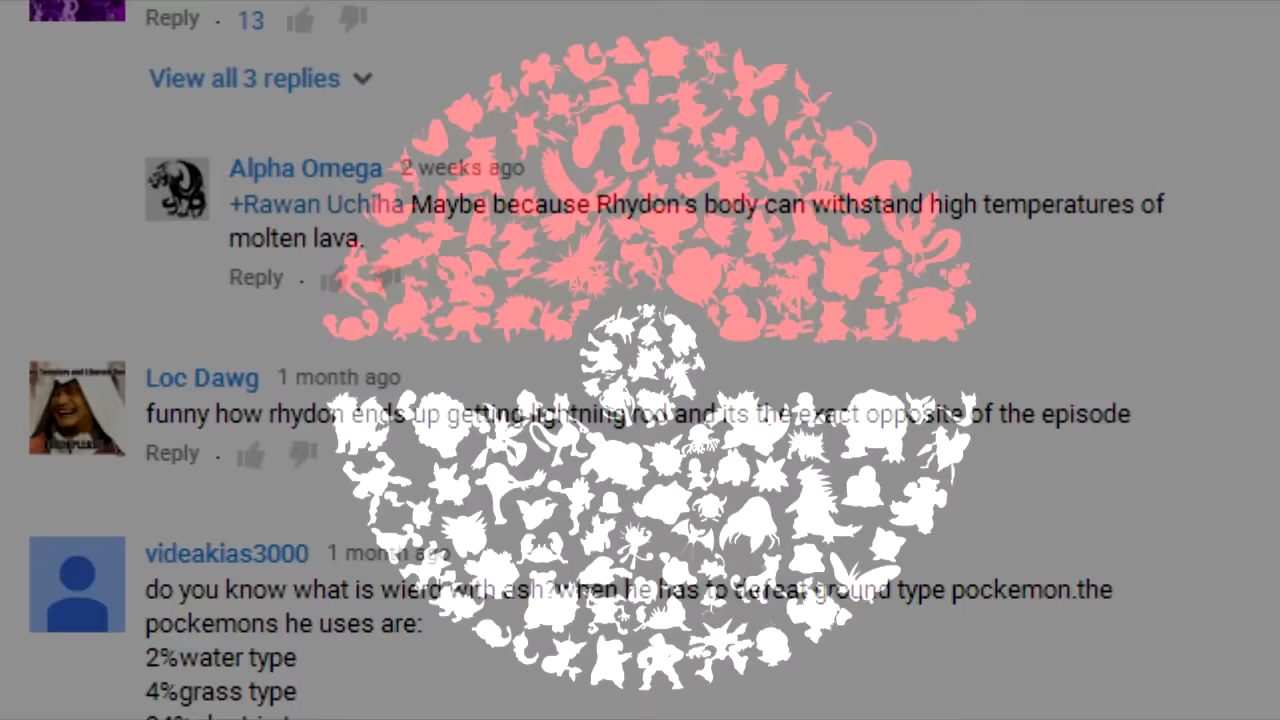 Reply . 13
View all 3 replies
Alpha Omega 2 weeks ago
+Rawan Uchiha Maybe because Rhydon's body can withstand high temperatures of
molten lava.
Reply .
Loc Dawg 1 month ago
funny how rhydon ends up getting lightning rod and its the exact opposite of the episode
Reply .
videakias3000 1 month ago
do you know what is wierd with ash?when he has to defeat ground type pockemon.the
pockemons he uses are:
2%water type
4%grass type